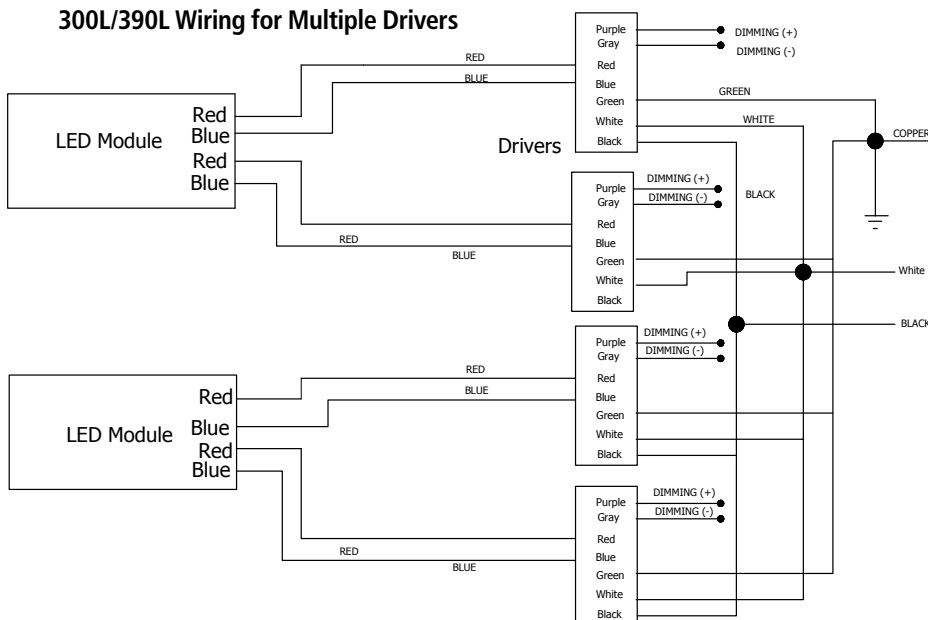 300L/390L Wiring for Multiple Drivers
Purple
Gray
Red
Blue
Green
White
Black
DIMMING (+)
DIMMING (-)
RED
BLUE
GREEN
WHITE
COPPER
LED Module
Red
Blue
Red
Blue
Drivers
BLACK
Purple
Gray
Red
Blue
Green
White
Black
DIMMING (+)
DIMMING (-)
RED
BLUE
White
BLACK
Purple
Gray
Red
Blue
Green
White
Black
DIMMING (+)
DIMMING (-)
RED
BLUE
LED Module
Red
Blue
Red
Blue
Purple
Gray
Red
Blue
Green
White
Black
DIMMING (+)
DIMMING (-)
RED
BLUE